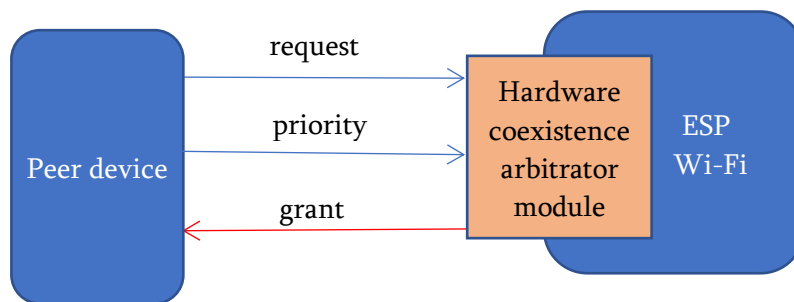 request
priority
grant
Peer device
Hardware
coexistence
arbitrator
module
ESP
Wi-Fi